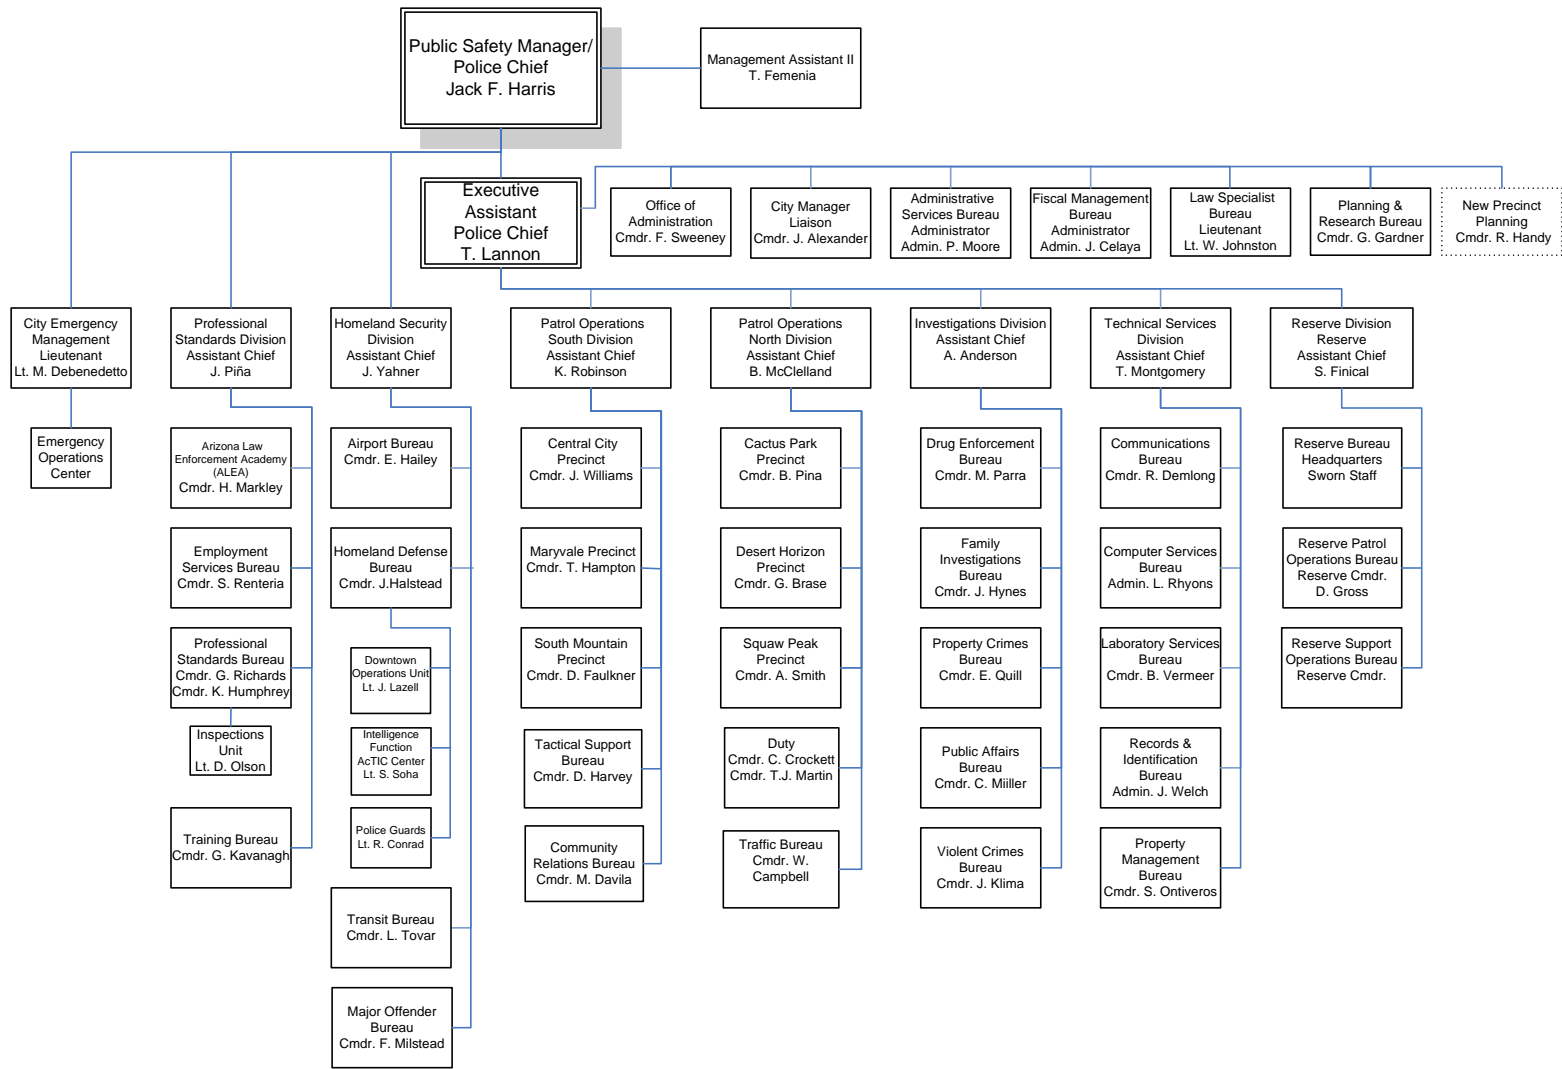 Public Safety Manager/
Police Chief
Jack F. Harris
Management Assistant II
T. Femenia
Executive
Assistant
Police Chief
T. Lannon
Office of
Administration
Cmdr. F. Sweeney
City Manager
Liaison
Cmdr. J. Alexander
Administrative
Services Bureau
Administrator
Admin. P. Moore
Fiscal Management
Bureau
Administrator
Admin. J. Celaya
Law Specialist
Bureau
Lieutenant
Lt. W. Johnston
Planning &
Research Bureau
Cmdr. G. Gardner
New Precinct
Planning
Cmdr. R. Handy
City Emergency
Management
Lieutenant
Lt. M. Debenedetto
Emergency
Operations
Center
Professional
Standards Division
Assistant Chief
J. Piña
Arizona Law
Enforcement Academy
(ALEA)
Cmdr. H. Markley
Employment
Services Bureau
Cmdr. S. Renteria
Professional
Standards Bureau
Cmdr. G. Richards
Cmdr. K. Humphrey
Inspections
Unit
Lt. D. Olson
Training Bureau
Cmdr. G. Kavanagh
Homeland Security
Division
Assistant Chief
J. Yahner
Airport Bureau
Cmdr. E. Hailey
Homeland Defense
Bureau
Cmdr. J.Halstead
Downtown
Operations Unit
Lt. J. Lazell
Intelligence
Function
AcTIC Center
Lt. S. Soha
Police Guards
Lt. R. Conrad
Transit Bureau
Cmdr. L. Tovar
Major Offender
Bureau
Cmdr. F. Milstead
Patrol Operations
South Division
Assistant Chief
K. Robinson
Central City
Precinct
Cmdr. J. Williams
Maryvale Precinct
Cmdr. T. Hampton
South Mountain
Precinct
Cmdr. D. Faulkner
Tactical Support
Bureau
Cmdr. D. Harvey
Community
Relations Bureau
Cmdr. M. Davila
Patrol Operations
North Division
Assistant Chief
B. McClelland
Cactus Park
Precinct
Cmdr. B. Pina
Desert Horizon
Precinct
Cmdr. G. Brase
Squaw Peak
Precinct
Cmdr. A. Smith
Duty
Cmdr. C. Crockett
Cmdr. T.J. Martin
Traffic Bureau
Cmdr. W.
Campbell
Investigations Division
Assistant Chief
A. Anderson
Drug Enforcement
Bureau
Cmdr. M. Parra
Family
Investigations
Bureau
Cmdr. J. Hynes
Property Crimes
Bureau
Cmdr. E. Quill
Public Affairs
Bureau
Cmdr. C. Miiller
Violent Crimes
Bureau
Cmdr. J. Klima
Technical Services
Division
Assistant Chief
T. Montgomery
Communications
Bureau
Cmdr. R. Demlong
Computer Services
Bureau
Admin. L. Rhyons
Laboratory Services
Bureau
Cmdr. B. Vermeer
Records &
Identification
Bureau
Admin. J. Welch
Property
Management
Bureau
Cmdr. S. Ontiveros
Reserve Division
Reserve
Assistant Chief
S. Finical
Reserve Bureau
Headquarters
Sworn Staff
Reserve Patrol
Operations Bureau
Reserve Cmdr.
D. Gross
Reserve Support
Operations Bureau
Reserve Cmdr.